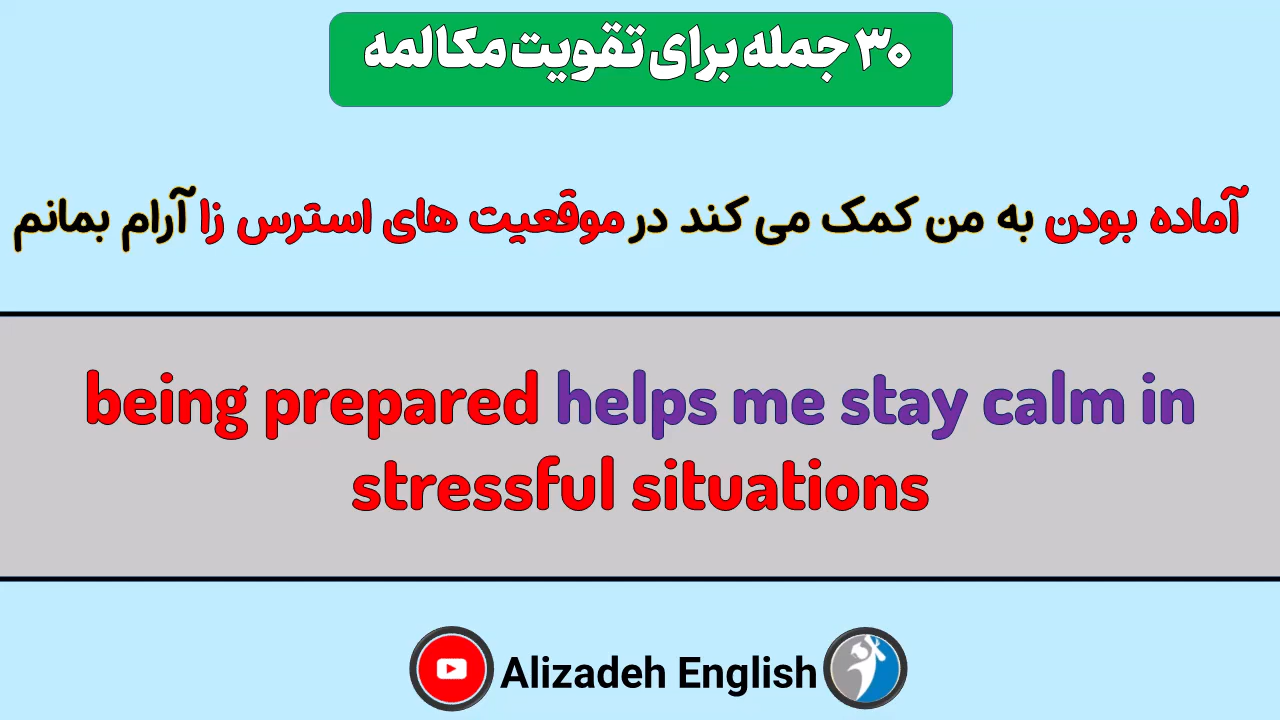 ۳۰ جمله برای تقویت مکالمه
آماده بودن به من کمک می کند در موقعیت های استرس زا آرام بمانم
being prepared helps me stay calm in
stressful situations
Alizadeh English